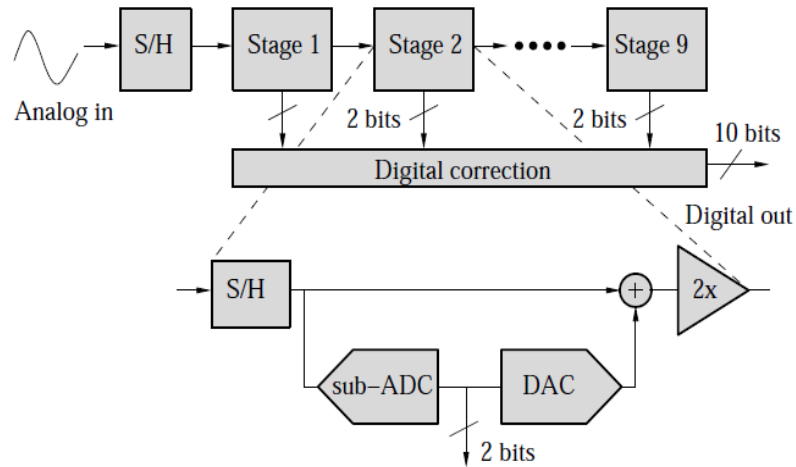 S/H
Stage 1
Stage 2
Stage 9
Analog in
2 bits
2 bits
10 bits
Digital correction
Digital out
S/H
+
2x
sub-ADC
DAC
2 bits